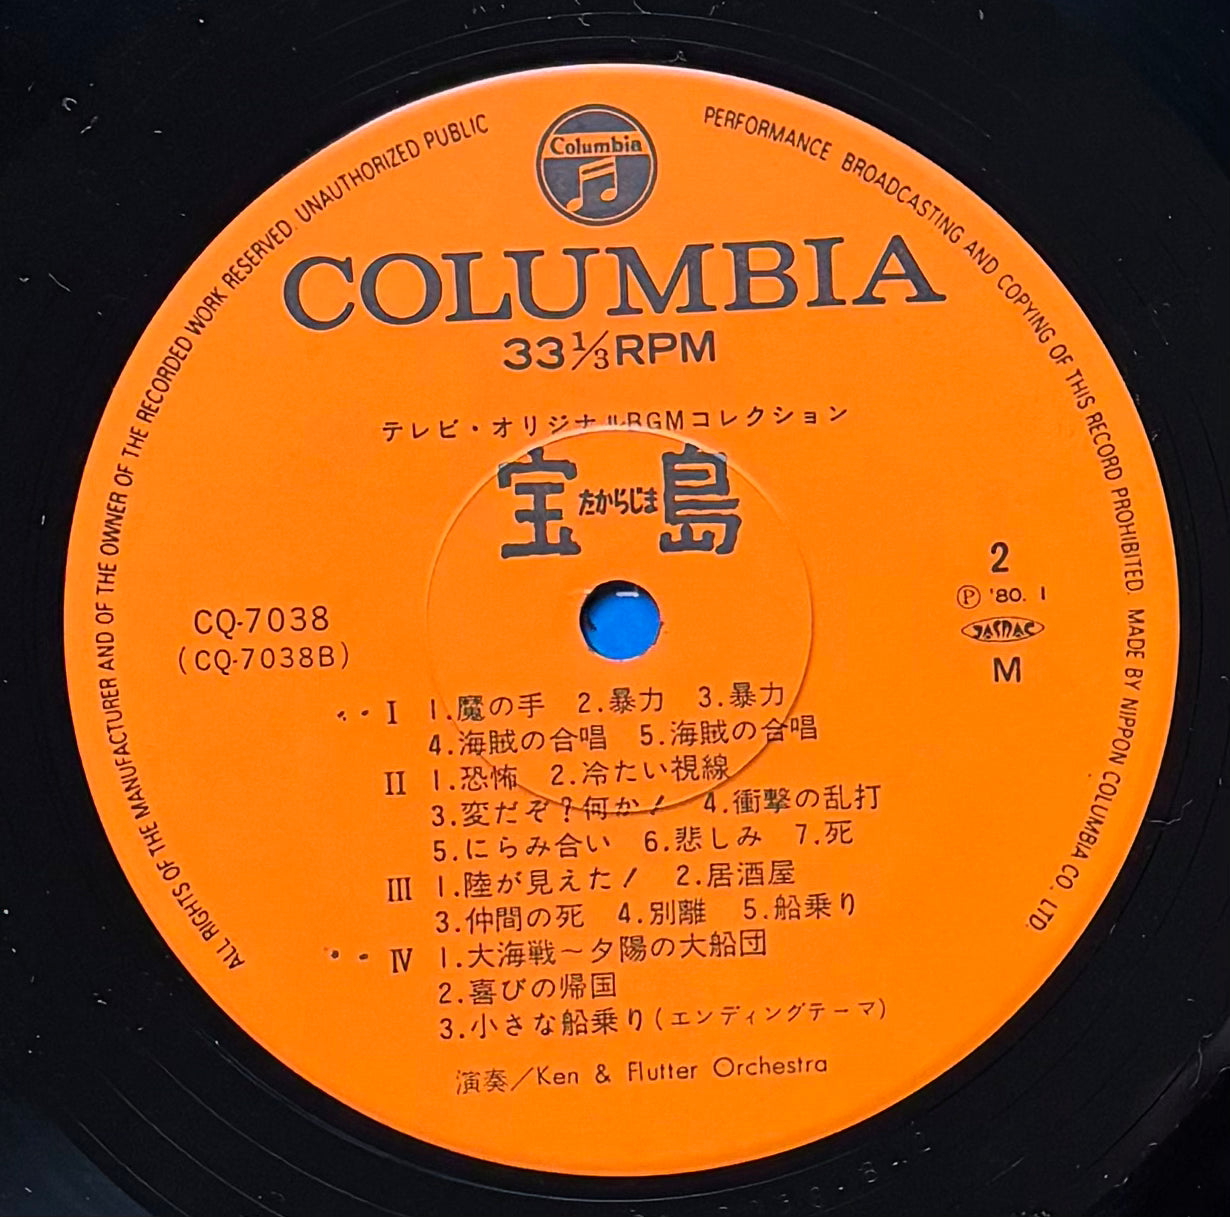 ALL RIGHTS OF THE MANUFACTURER AND OF THE OWNER OF THE RECORDED WORK RESERVED. UNAUTHORIZED PUBLIC PERFORMANCE BROADCASTING AND COPYING OF THIS RECORD PROHIBITED. MADE BY NIPPON COLUMBIA CO., LTD.
Columbia
COLUMBIA
33 1/3 RPM
テレビ・オリジナルBGMコレクション
宝島
たからじま
2
Ⓟ '80. 1
JASRAC
M
CQ-7038
(CQ-7038B)
I 1.魔の手 2.暴力 3.暴力
4.海賊の合唱 5.海賊の合唱
II 1.恐怖 2.冷たい視線
3.変だぞ?何か! 4.衝撃の乱打
5.にらみ合い 6.悲しみ 7.死
III 1.陸が見えた! 2.居酒屋
3.仲間の死 4.別離 5.船乗り
IV 1.大海戦～夕陽の大船団
2.喜びの帰国
3.小さな船乗り(エンディングテーマ)
演奏/Ken & Flutter Orchestra